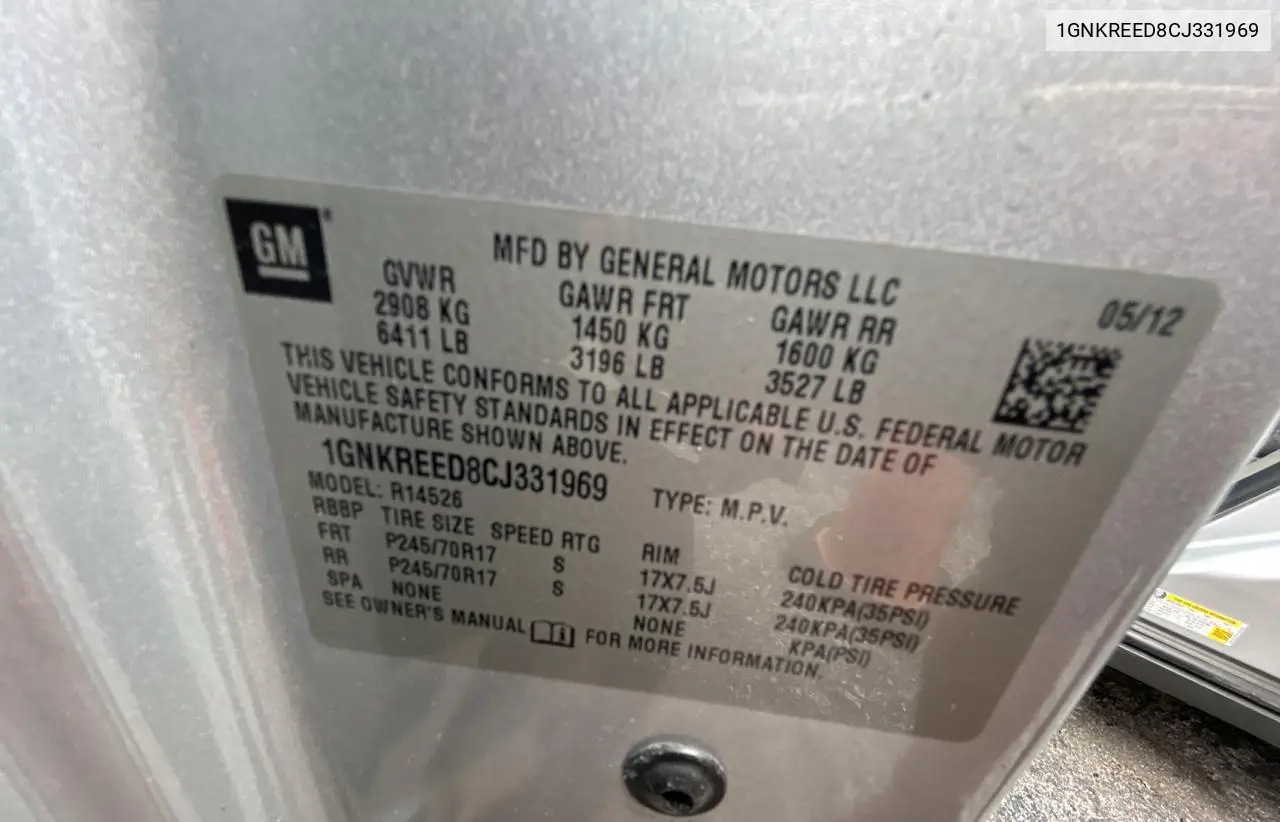 1GNKREED8CJ331969
GM
MFD BY GENERAL MOTORS LLC
05/12
GVWR GAWR FRT GAWR RR
2908 KG 1450 KG 1600 KG
6411 LB 3196 LB 3527 LB
THIS VEHICLE CONFORMS TO ALL APPLICABLE U.S. FEDERAL MOTOR
VEHICLE SAFETY STANDARDS IN EFFECT ON THE DATE OF
MANUFACTURE SHOWN ABOVE.
1GNKREED8CJ331969 TYPE: M.P.V.
MODEL: R14526
RBBP TIRE SIZE SPEED RTG RIM COLD TIRE PRESSURE
FRT P245/70R17 S 17X7.5J 240KPA(35PSI)
RR P245/70R17 S 17X7.5J 240KPA(35PSI)
SPA NONE NONE KPA(PSI)
SEE OWNER'S MANUAL FOR MORE INFORMATION.